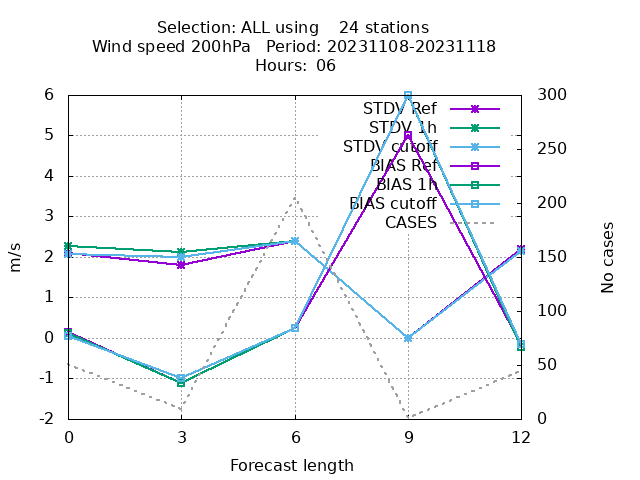 Selection: ALL using    24 stations
Wind speed 200hPa   Period: 20231108-20231118
Hours: 06
STDV Ref
STDV 1h
STDV cutoff
BIAS Ref
BIAS 1h
BIAS cutoff
CASES
6
5
4
3
2
1
0
-1
-2
300
250
200
150
100
50
0
m/s
No cases
0 3 6 9 12
Forecast length